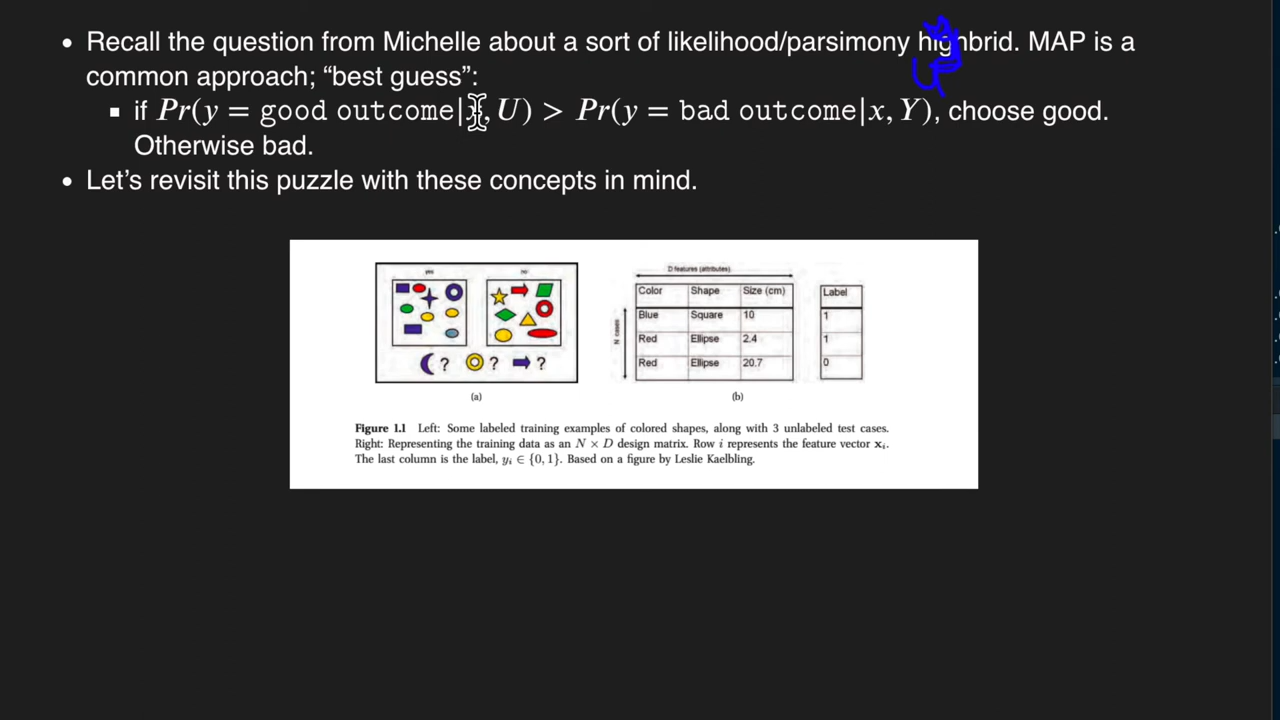 Recall the question from Michelle about a sort of likelihood/parsimony highbrid. MAP is a
common approach; “best guess”:
if Pr(y = good outcome|x, U) > Pr(y = bad outcome|x, Y), choose good.
Otherwise bad.
Let’s revisit this puzzle with these concepts in mind.
yes no
? ? ?
(a)
D features (attributes)
N cases
Color Shape Size (cm) Label
Blue Square 10 1
Red Ellipse 2.4 1
Red Ellipse 20.7 0
(b)
Figure 1.1 Left: Some labeled training examples of colored shapes, along with 3 unlabeled test cases.
Right: Representing the training data as an N × D design matrix. Row i represents the feature vector xi.
The last column is the label, yi ∈ {0, 1}. Based on a figure by Leslie Kaelbling.